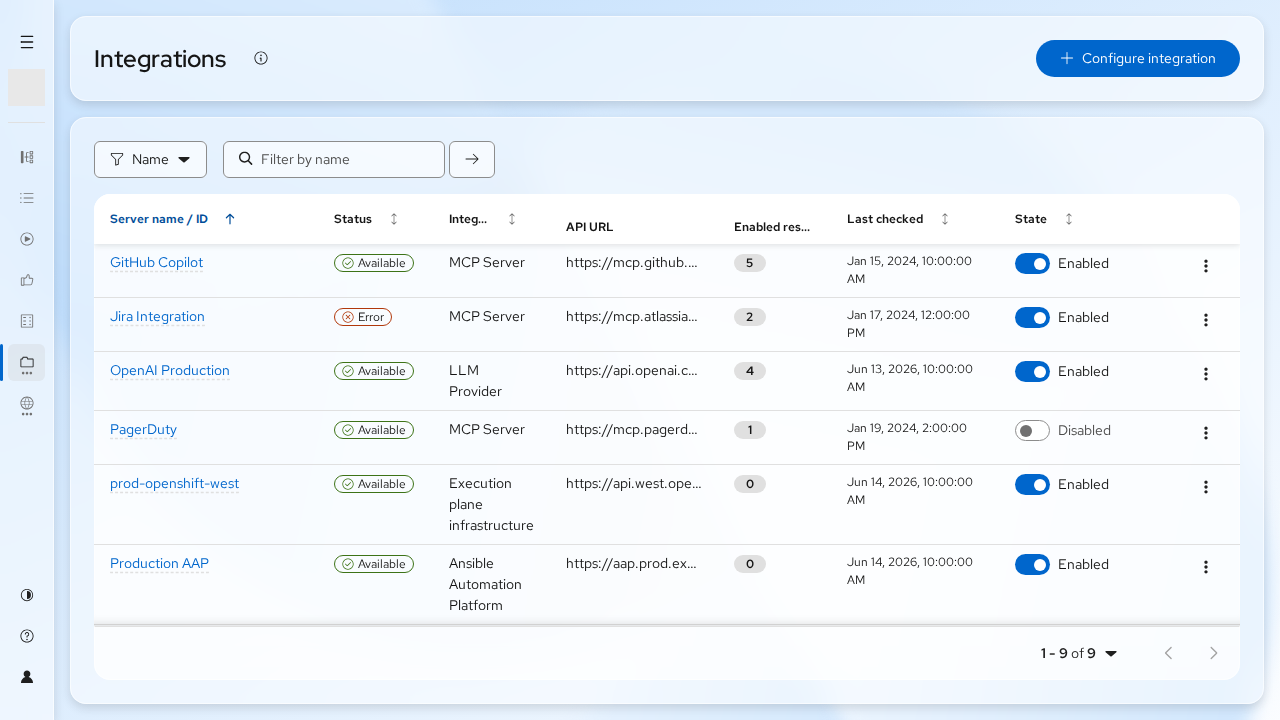 Integrations
Configure integration
Name
Filter by name
Server name / ID
Status
Integ...
API URL
Enabled res...
Last checked
State
GitHub Copilot
Available
MCP Server
https://mcp.github....
5
Jan 15, 2024, 10:00:00
AM
Enabled
Jira Integration
Error
MCP Server
https://mcp.atlassia...
2
Jan 17, 2024, 12:00:00
PM
Enabled
OpenAI Production
Available
LLM
Provider
https://api.openai.c...
4
Jun 13, 2026, 10:00:00
AM
Enabled
PagerDuty
Available
MCP Server
https://mcp.pagerd...
1
Jan 19, 2024, 2:00:00
PM
Disabled
prod-openshift-west
Available
Execution
plane
infrastructure
https://api.west.ope...
0
Jun 14, 2026, 10:00:00
AM
Enabled
Production AAP
Available
Ansible
Automation
Platform
https://aap.prod.ex...
0
Jun 14, 2026, 10:00:00
AM
Enabled
1 - 9 of 9